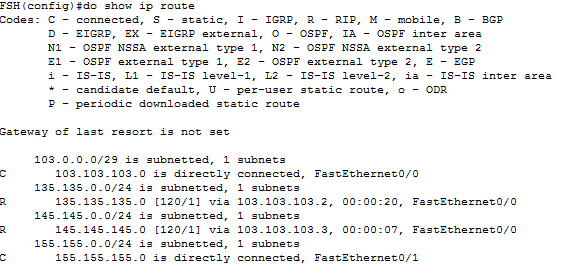 FSH(config)#do show ip route
Codes: C - connected, S - static, I - IGRP, R - RIP, M - mobile, B - BGP
       D - EIGRP, EX - EIGRP external, O - OSPF, IA - OSPF inter area
       N1 - OSPF NSSA external type 1, N2 - OSPF NSSA external type 2
       E1 - OSPF external type 1, E2 - OSPF external type 2, E - EGP
       i - IS-IS, L1 - IS-IS level-1, L2 - IS-IS level-2, ia - IS-IS inter area
       * - candidate default, U - per-user static route, o - ODR
       P - periodic downloaded static route
Gateway of last resort is not set
     103.0.0.0/29 is subnetted, 1 subnets
C       103.103.103.0 is directly connected, FastEthernet0/0
     135.135.0.0/24 is subnetted, 1 subnets
R       135.135.135.0 [120/1] via 103.103.103.2, 00:00:20, FastEthernet0/0
     145.145.0.0/24 is subnetted, 1 subnets
R       145.145.145.0 [120/1] via 103.103.103.3, 00:00:07, FastEthernet0/0
     155.155.0.0/24 is subnetted, 1 subnets
C       155.155.155.0 is directly connected, FastEthernet0/1